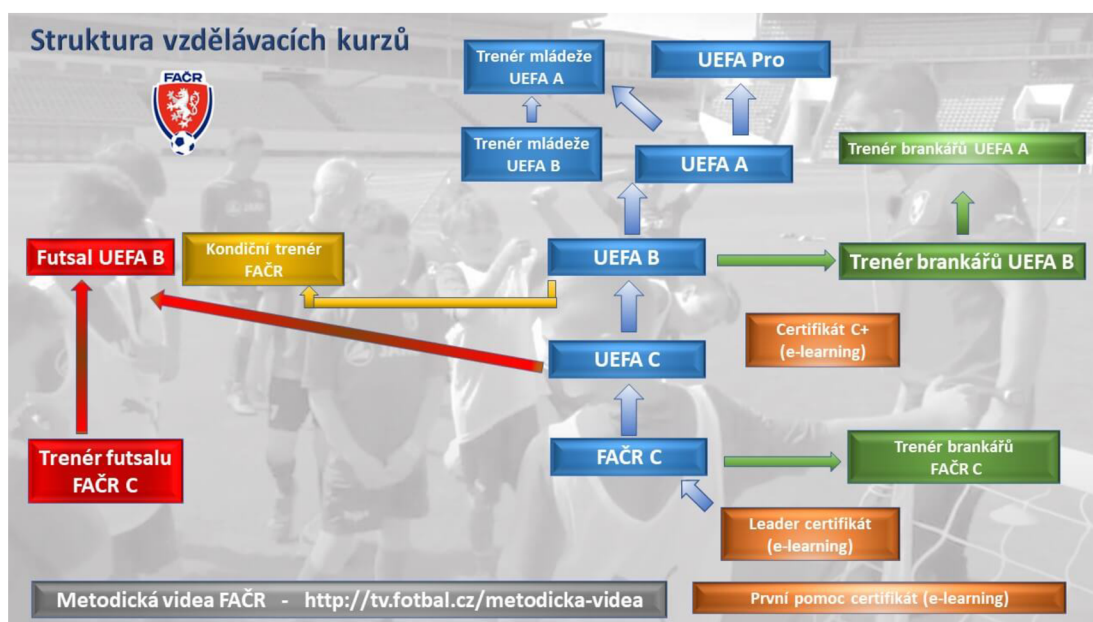 Struktura vzdělávacích kurzů
FAČR
Trenér mládeže
UEFA A
UEFA Pro
Trenér mládeže
UEFA B
UEFA A
Trenér brankářů UEFA A
Futsal UEFA B
Kondiční trenér
FAČR
UEFA B
Trenér brankářů UEFA B
Certifikát C+
(e-learning)
UEFA C
Trenér futsalu
FAČR C
FAČR C
Trenér brankářů
FAČR C
Leader certifikát
(e-learning)
Metodická videa FAČR - http://tv.fotbal.cz/metodicka-videa
První pomoc certifikát (e-learning)